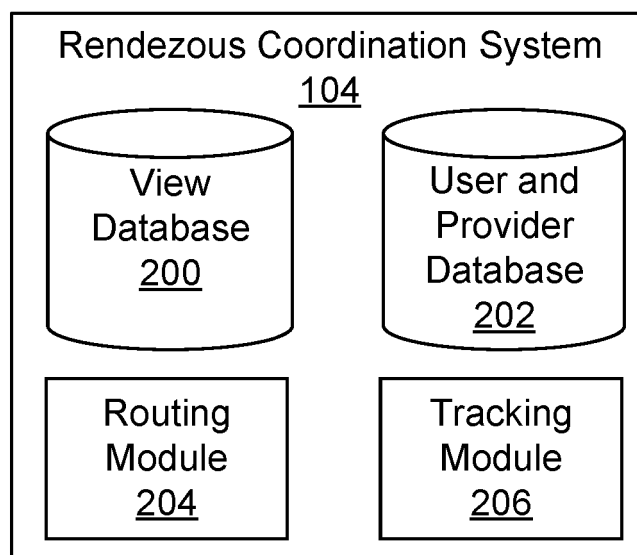 Rendezous Coordination System
104
View
Database
200
User and
Provider
Database
202
Routing
Module
204
Tracking
Module
206